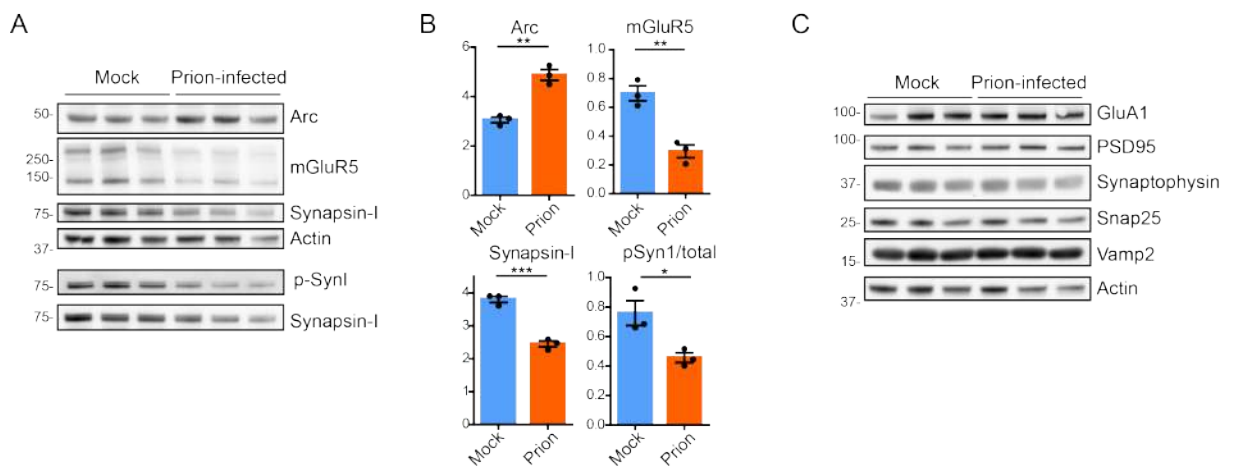 A
Mock Prion-infected
50-
Arc
250-
150-
mGluR5
75-
Synapsin-I
37-
Actin
75-
p-SynI
75-
Synapsin-I
B
Arc
**
6
4
2
0
Mock
Prion
mGluR5
**
1.0
0.8
0.6
0.4
0.2
0.0
Mock
Prion
Synapsin-I
***
4
3
2
1
0
Mock
Prion
pSyn1/total
*
1.0
0.8
0.6
0.4
0.2
0.0
Mock
Prion
C
Mock Prion-infected
100-
GluA1
100-
PSD95
37-
Synaptophysin
25-
Snap25
15-
Vamp2
37-
Actin